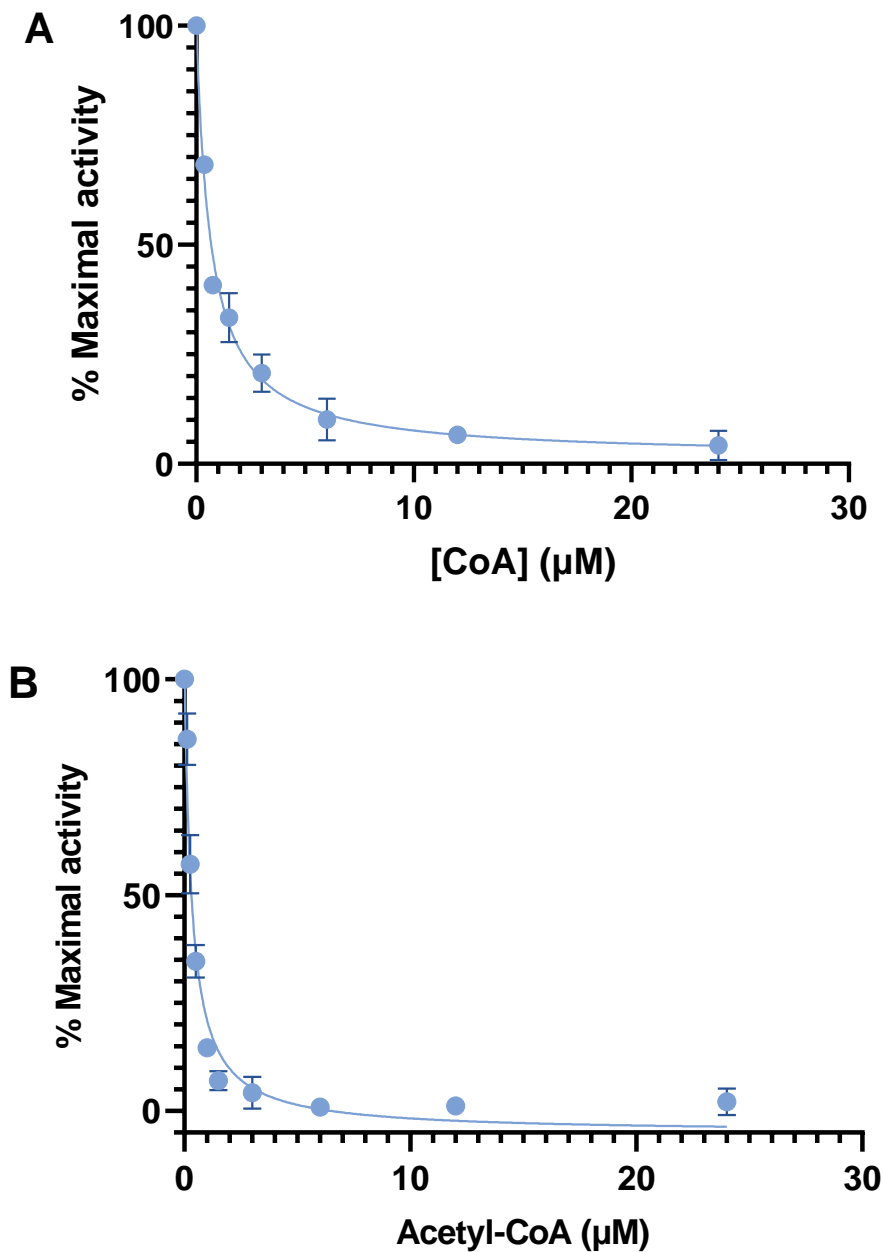 A
% Maximal activity
100
50
0
0 10 20 30
[CoA] (μM)
B
% Maximal activity
100
50
0
0 10 20 30
Acetyl-CoA (μM)